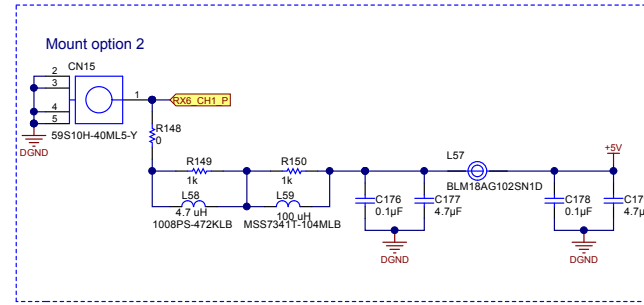 Mount option 2
CN15
2
3
4
5
1
59S10H-40ML5-Y
DGND
RX6_CH1_P
R148
0
R149
1k
R150
1k
L58
4.7 uH
1008PS-472KLB
L59
100 uH
MSS7341T-104MLB
C176
0.1µF
C177
4.7µF
DGND
L57
BLM18AG102SN1D
+5V
C178
0.1µF
DGND